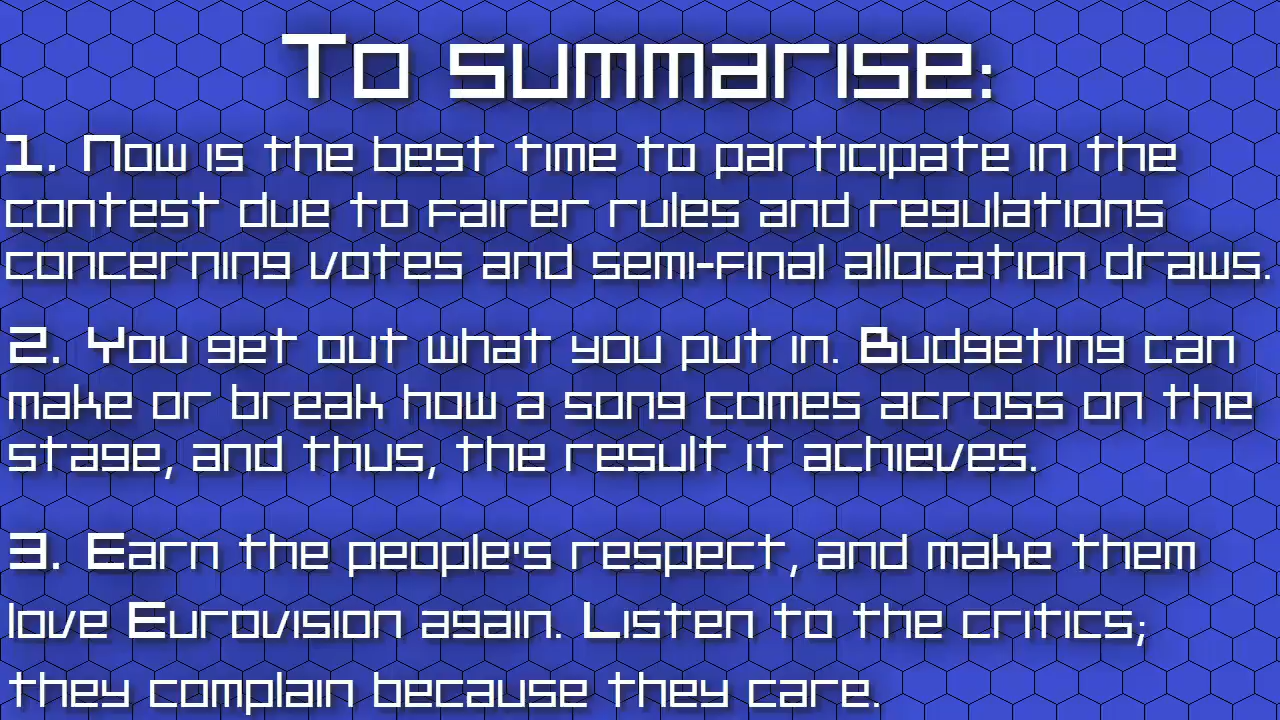 To summarise:
1. Now is the best time to participate in the
contest due to fairer rules and regulations
concerning votes and semi-final allocation draws.
2. You get out what you put in. Budgeting can
make or break how a song comes across on the
stage, and thus, the result it achieves.
3. Earn the people's respect, and make them
love Eurovision again. Listen to the critics;
they complain because they care.